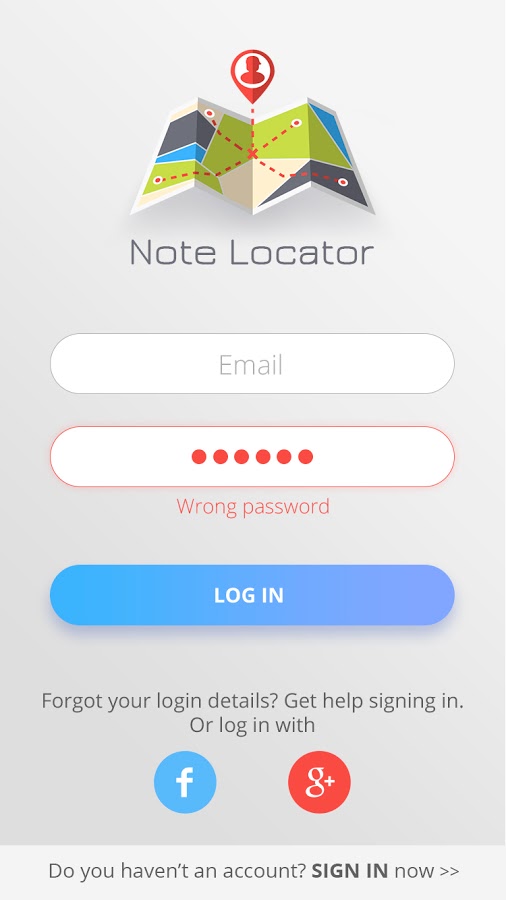 Note Locator
Email
Wrong password
LOG IN
Forgot your login details? Get help signing in.
Or log in with
f
g+
Do you haven’t an account? SIGN IN now >>